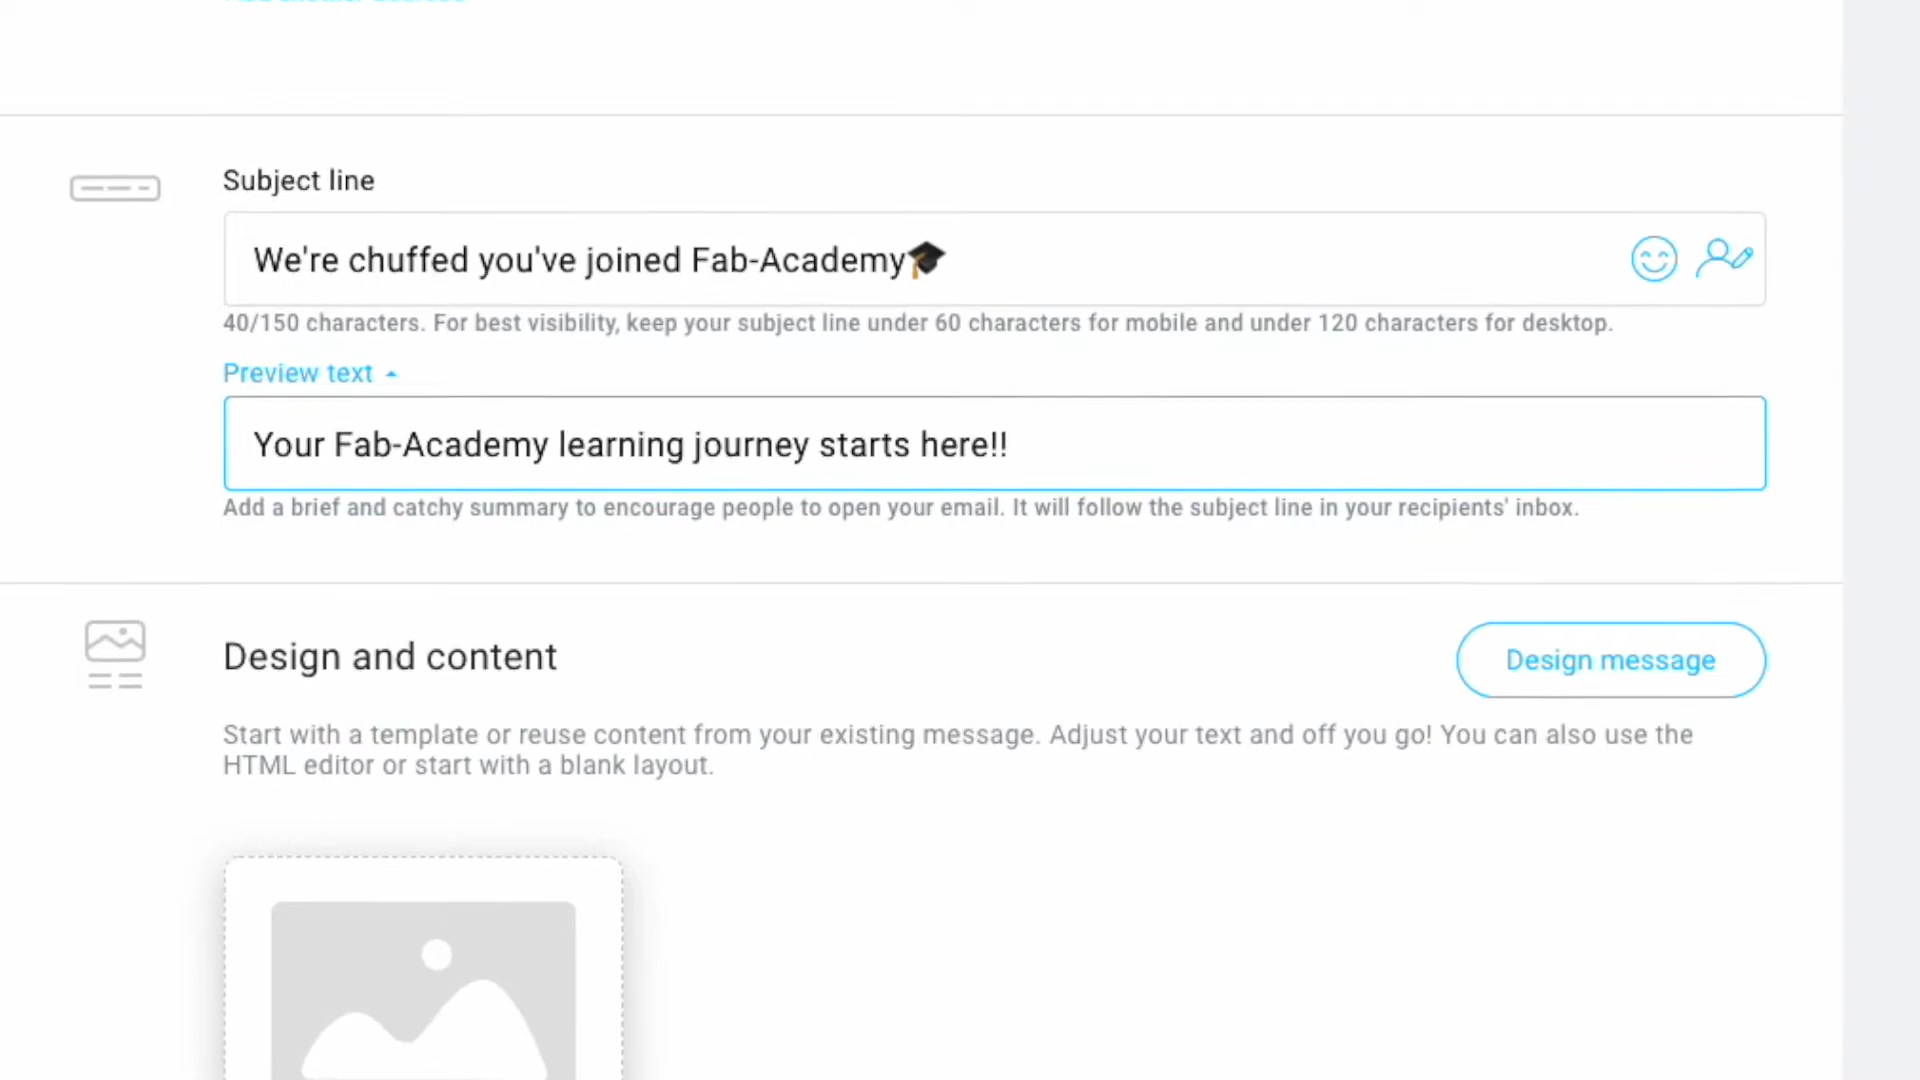 Subject line
We're chuffed you've joined Fab-Academy🎓
40/150 characters. For best visibility, keep your subject line under 60 characters for mobile and under 120 characters for desktop.
Preview text
Your Fab-Academy learning journey starts here!!
Add a brief and catchy summary to encourage people to open your email. It will follow the subject line in your recipients' inbox.
Design and content
Design message
Start with a template or reuse content from your existing message. Adjust your text and off you go! You can also use the
HTML editor or start with a blank layout.